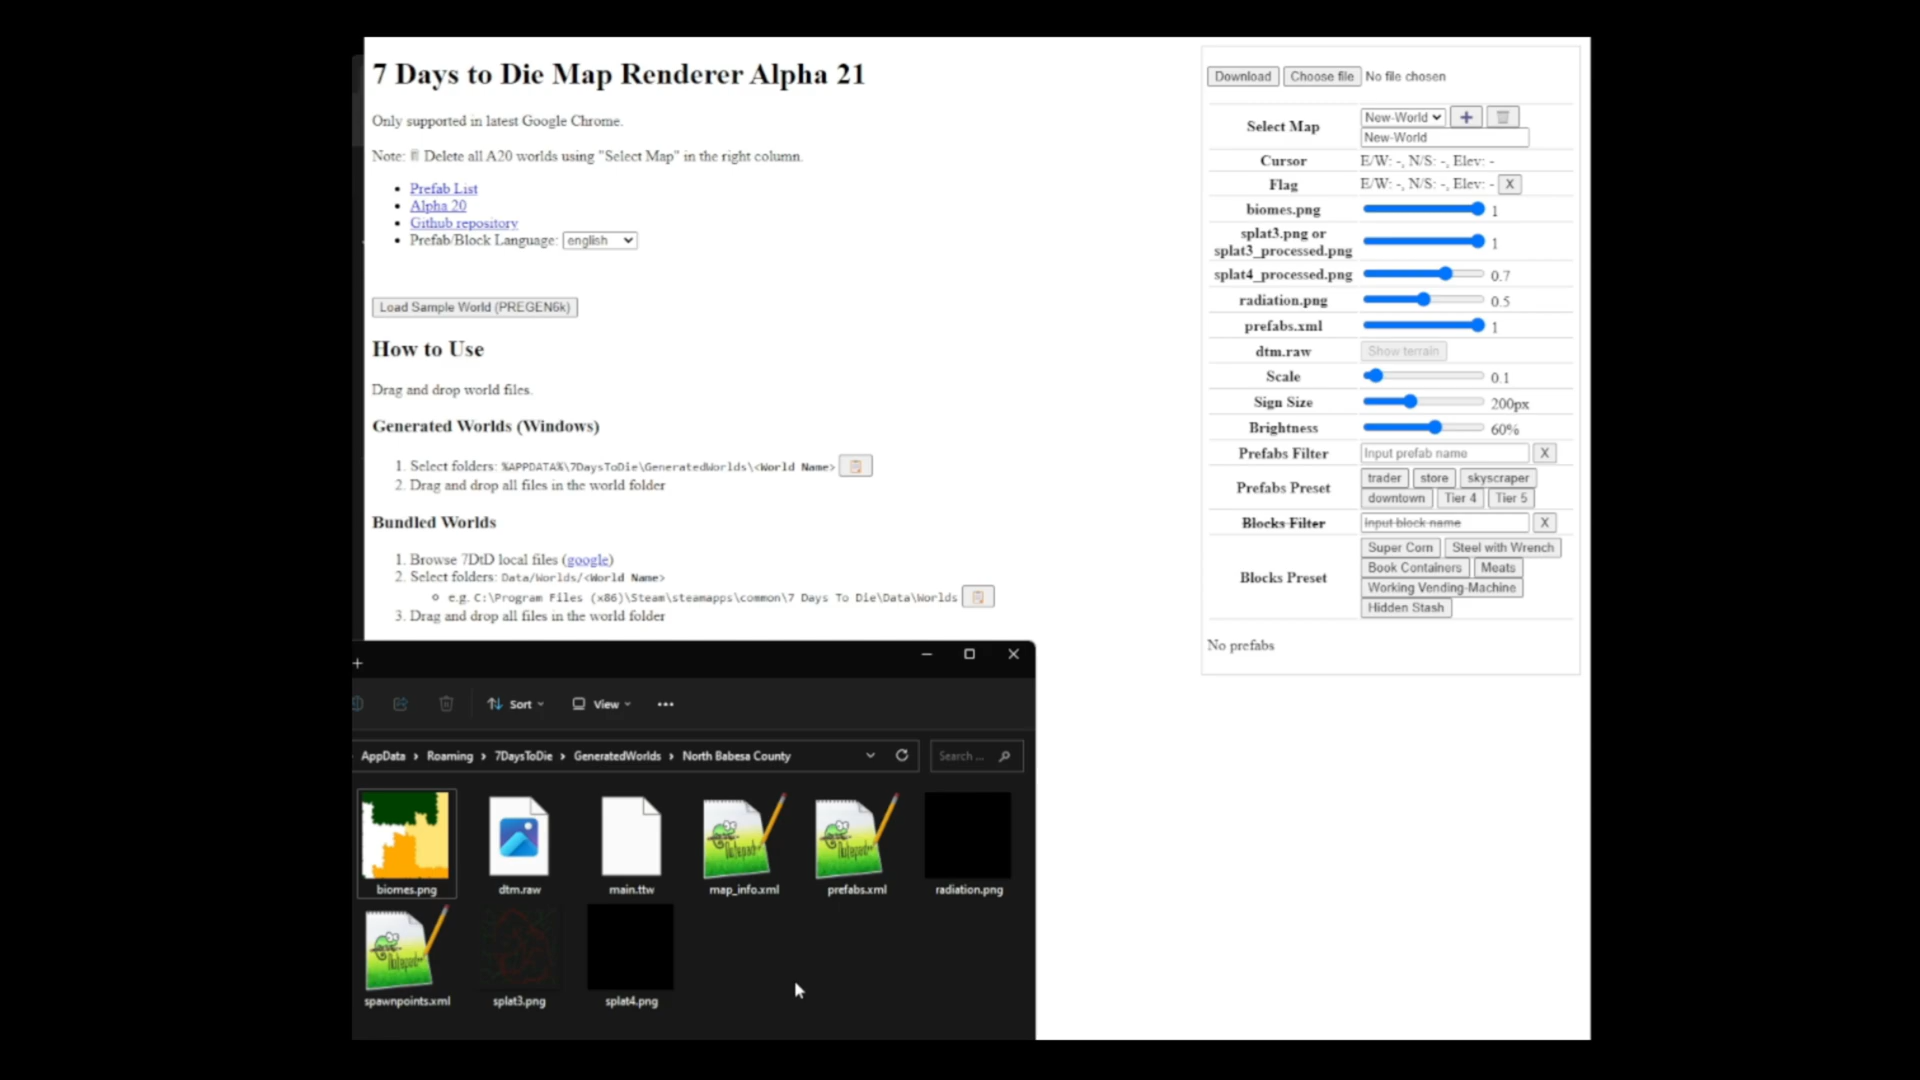 7 Days to Die Map Renderer Alpha 21
Only supported in latest Google Chrome.
Note: Delete all A20 worlds using "Select Map" in the right column.
Prefab List
Alpha 20
Github repository
Prefab/Block Language: english
Load Sample World (PREGEN6k)
How to Use
Drag and drop world files.
Generated Worlds (Windows)
1. Select folders: %APPDATA%\7DaysToDie\GeneratedWorlds\<World Name>
2. Drag and drop all files in the world folder
Bundled Worlds
1. Browse 7DtD local files (google)
2. Select folders: Data/Worlds/<World Name>
e.g. C:\Program Files (x86)\Steam\steamapps\common\7 Days To Die\Data\Worlds
3. Drag and drop all files in the world folder
Download Choose file No file chosen
Select Map New-World +
New-World
Cursor E/W: -, N/S: -, Elev: -
Flag E/W: -, N/S: -, Elev: - X
biomes.png 1
splat3.png or
splat3_processed.png 1
splat4_processed.png 0.7
radiation.png 0.5
prefabs.xml 1
dtm.raw Show terrain
Scale 0.1
Sign Size 200px
Brightness 60%
Prefabs Filter Input prefab name X
Prefabs Preset trader store skyscraper
downtown Tier 4 Tier 5
Blocks Filter Input block name X
Blocks Preset Super Corn Steel with Wrench
Book Containers Meats
Working Vending-Machine
Hidden Stash
No prefabs
Sort View
AppData > Roaming > 7DaysToDie > GeneratedWorlds > North Babesa County Search ...
biomes.png dtm.raw main.ttw map_info.xml prefabs.xml radiation.png
spawnpoints.xml splat3.png splat4.png